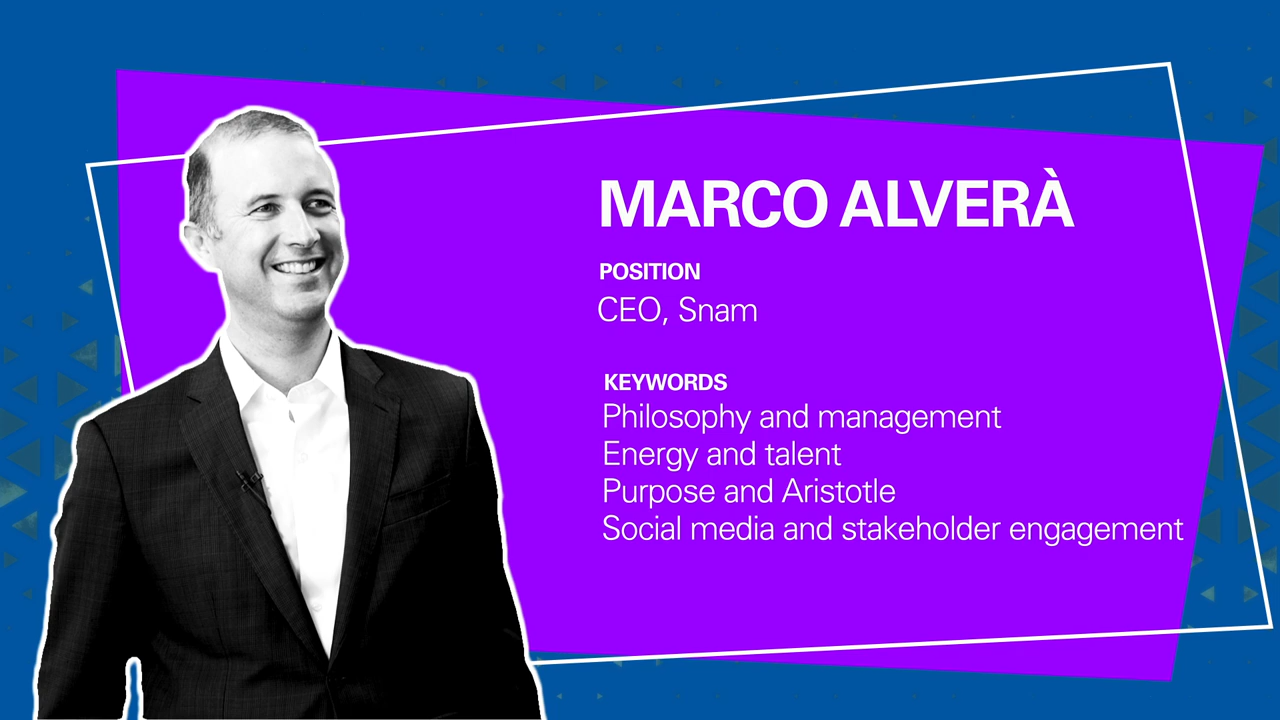 MARCO ALVERÀ
POSITION
CEO, Snam
KEYWORDS
Philosophy and management
Energy and talent
Purpose and Aristotle
Social media and stakeholder engagement